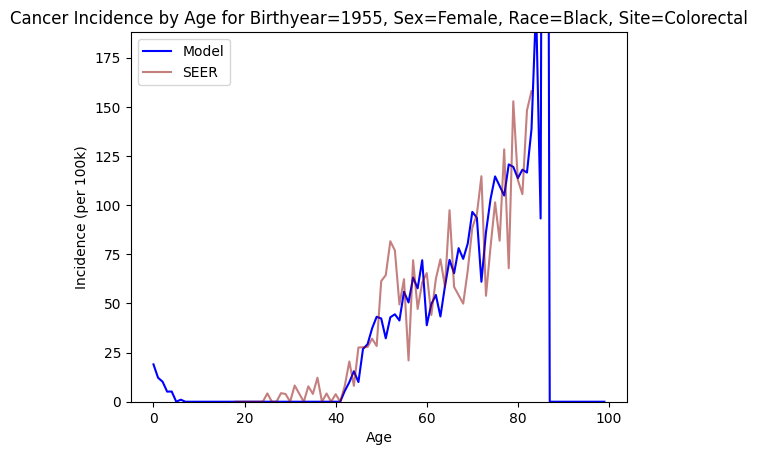 Cancer Incidence by Age for Birthyear=1955, Sex=Female, Race=Black, Site=Colorectal
Model
SEER
175
150
125
100
75
50
25
0
Incidence (per 100k)
0 20 40 60 80 100
Age